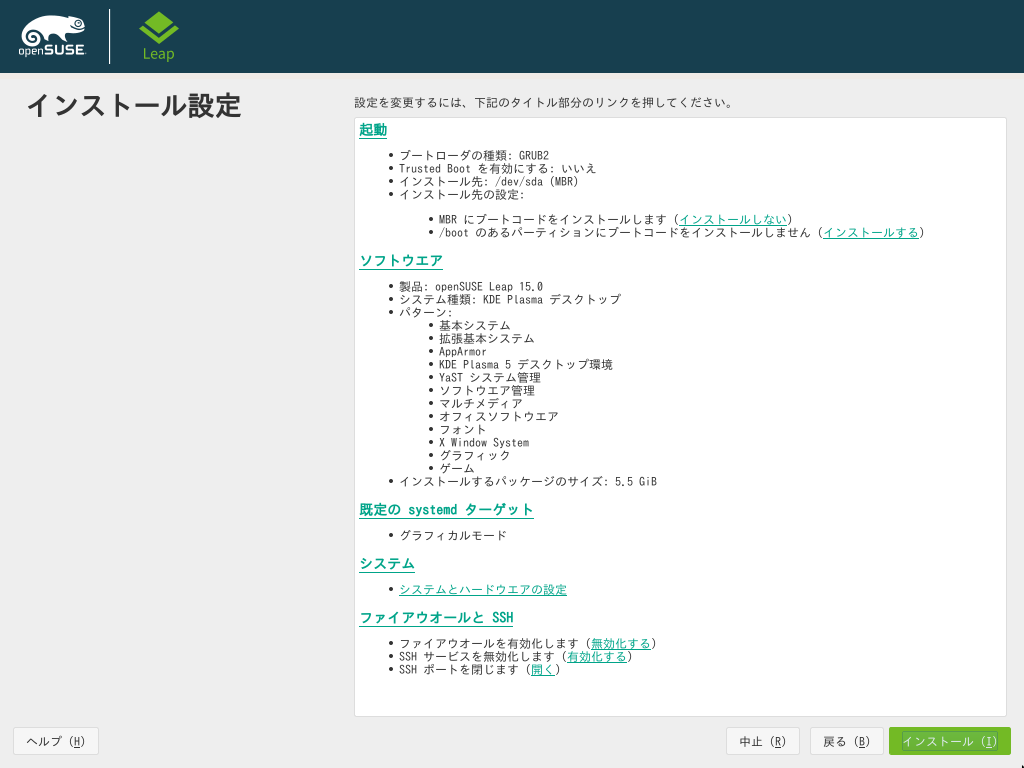 openSUSE
Leap
インストール設定
設定を変更するには、下記のタイトル部分のリンクを押してください。
起動
• ブートローダの種類: GRUB2
• Trusted Boot を有効にする: いいえ
• インストール先: /dev/sda (MBR)
• インストール先の設定:
• MBR にブートコードをインストールします (インストールしない)
• /boot のあるパーティションにブートコードをインストールしません (インストールする)
ソフトウエア
• 製品: openSUSE Leap 15.0
• システム種類: KDE Plasma デスクトップ
• パターン:
• 基本システム
• 拡張基本システム
• AppArmor
• KDE Plasma 5 デスクトップ環境
• YaST システム管理
• ソフトウエア管理
• マルチメディア
• オフィスソフトウエア
• フォント
• X Window System
• グラフィック
• ゲーム
• インストールするパッケージのサイズ: 5.5 GiB
既定の systemd ターゲット
• グラフィカルモード
システム
• システムとハードウエアの設定
ファイアウオールと SSH
• ファイアウオールを有効化します (無効化する)
• SSH サービスを無効化します (有効化する)
• SSH ポートを閉じます (開く)
ヘルプ (H)
中止 (R)
戻る (B)
インストール (I)